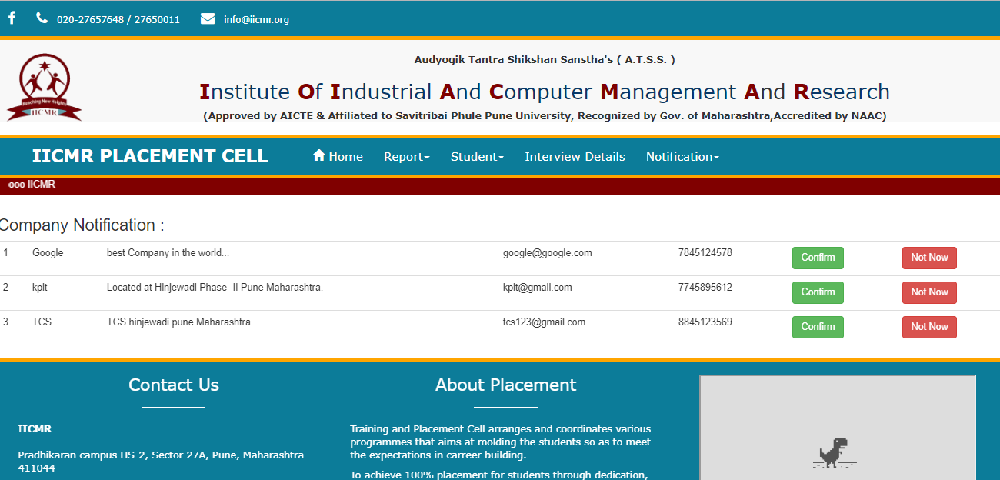 020-27657648 / 27650011 info@iicmr.org
Audyogik Tantra Shikshan Sanstha's ( A.T.S.S. )
Institute Of Industrial And Computer Management And Research
(Approved by AICTE & Affiliated to Savitribai Phule Pune University, Recognized by Gov. of Maharashtra,Accredited by NAAC)
Reaching New Heights
IICMR
IICMR PLACEMENT CELL Home Report Student Interview Details Notification
IICMR
Company Notification :
1 Google best Company in the world... google@google.com 7845124578 Confirm Not Now
2 kpit Located at Hinjewadi Phase -II Pune Maharashtra. kpit@gmail.com 7745895612 Confirm Not Now
3 TCS TCS hinjewadi pune Maharashtra. tcs123@gmail.com 8845123569 Confirm Not Now
Contact Us
IICMR
Pradhikaran campus HS-2, Sector 27A, Pune, Maharashtra
411044
About Placement
Training and Placement Cell arranges and coordinates various
programmes that aims at molding the students so as to meet
the expectations in carreer building.
To achieve 100% placement for students through dedication,